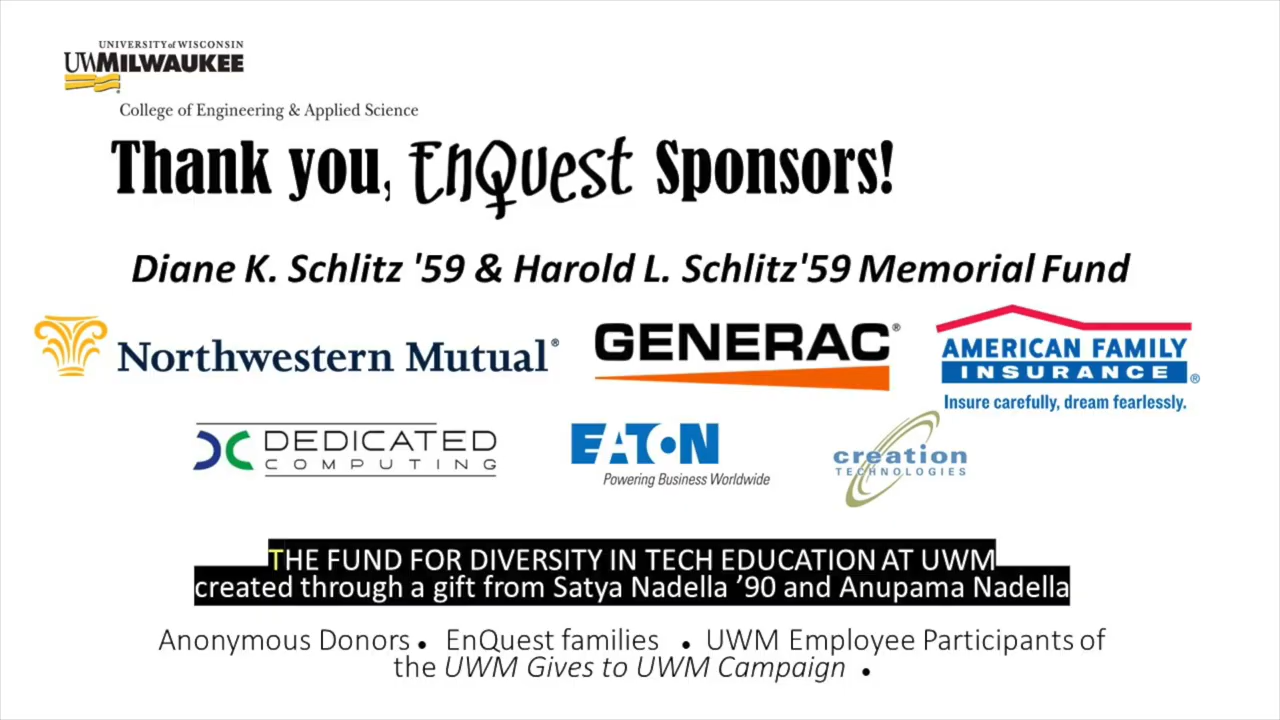 UNIVERSITY of WISCONSIN
UWMILWAUKEE
College of Engineering & Applied Science
Thank you, EnQuest Sponsors!
Diane K. Schlitz '59 & Harold L. Schlitz'59 Memorial Fund
Northwestern Mutual®
GENERAC®
AMERICAN FAMILY
INSURANCE®
Insure carefully, dream fearlessly.
DEDICATED
COMPUTING
EATON
Powering Business Worldwide
creation
TECHNOLOGIES
THE FUND FOR DIVERSITY IN TECH EDUCATION AT UWM
created through a gift from Satya Nadella ’90 and Anupama Nadella
Anonymous Donors • EnQuest families • UWM Employee Participants of
the UWM Gives to UWM Campaign •